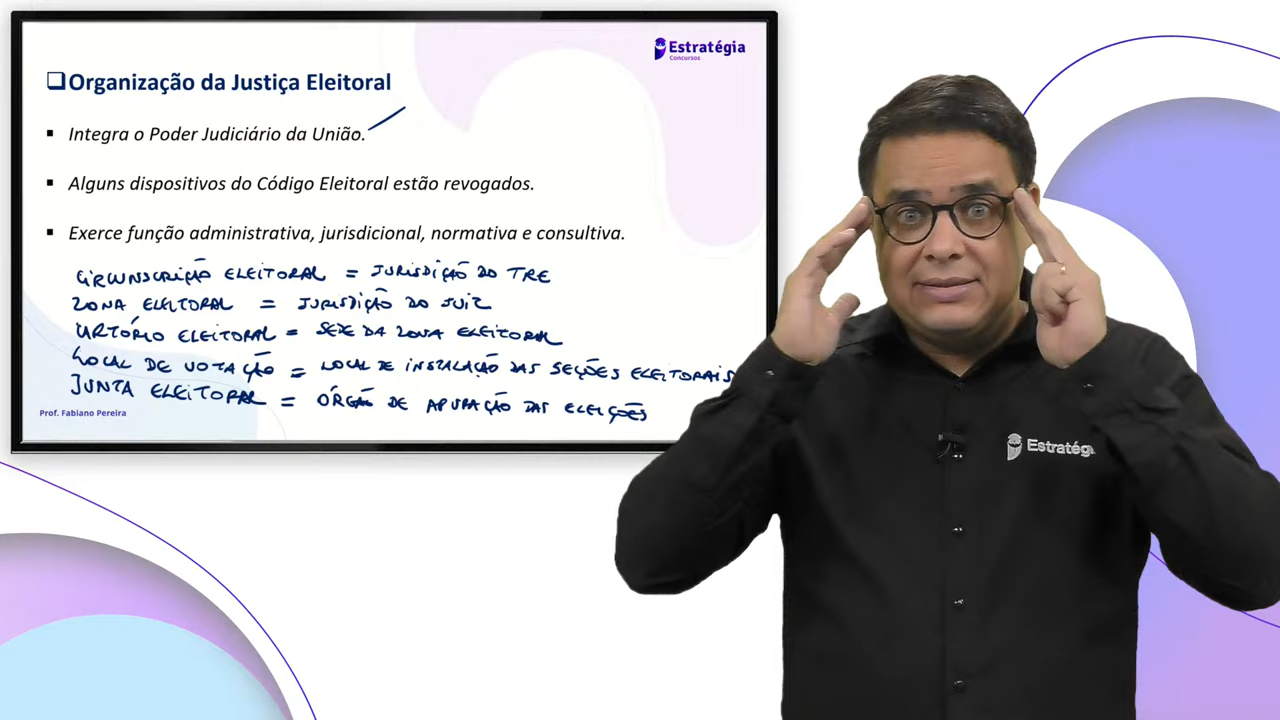 Estratégia
Concursos
Organização da Justiça Eleitoral
Integra o Poder Judiciário da União.
Alguns dispositivos do Código Eleitoral estão revogados.
Exerce função administrativa, jurisdicional, normativa e consultiva.
CIRCUNSCRIÇÃO ELEITORAL = JURISDIÇÃO DO TRE
ZONA ELEITORAL = JURISDIÇÃO DO JUIZ
CARTÓRIO ELEITORAL = SEDE DA ZONA ELEITORAL
LOCAL DE VOTAÇÃO = LOCAL DE INSTALAÇÃO DAS SEÇÕES ELEITORAIS
JUNTA ELEITORAL = ÓRGÃO DE APURAÇÃO DAS ELEIÇÕES
Prof. Fabiano Pereira
Estratégi